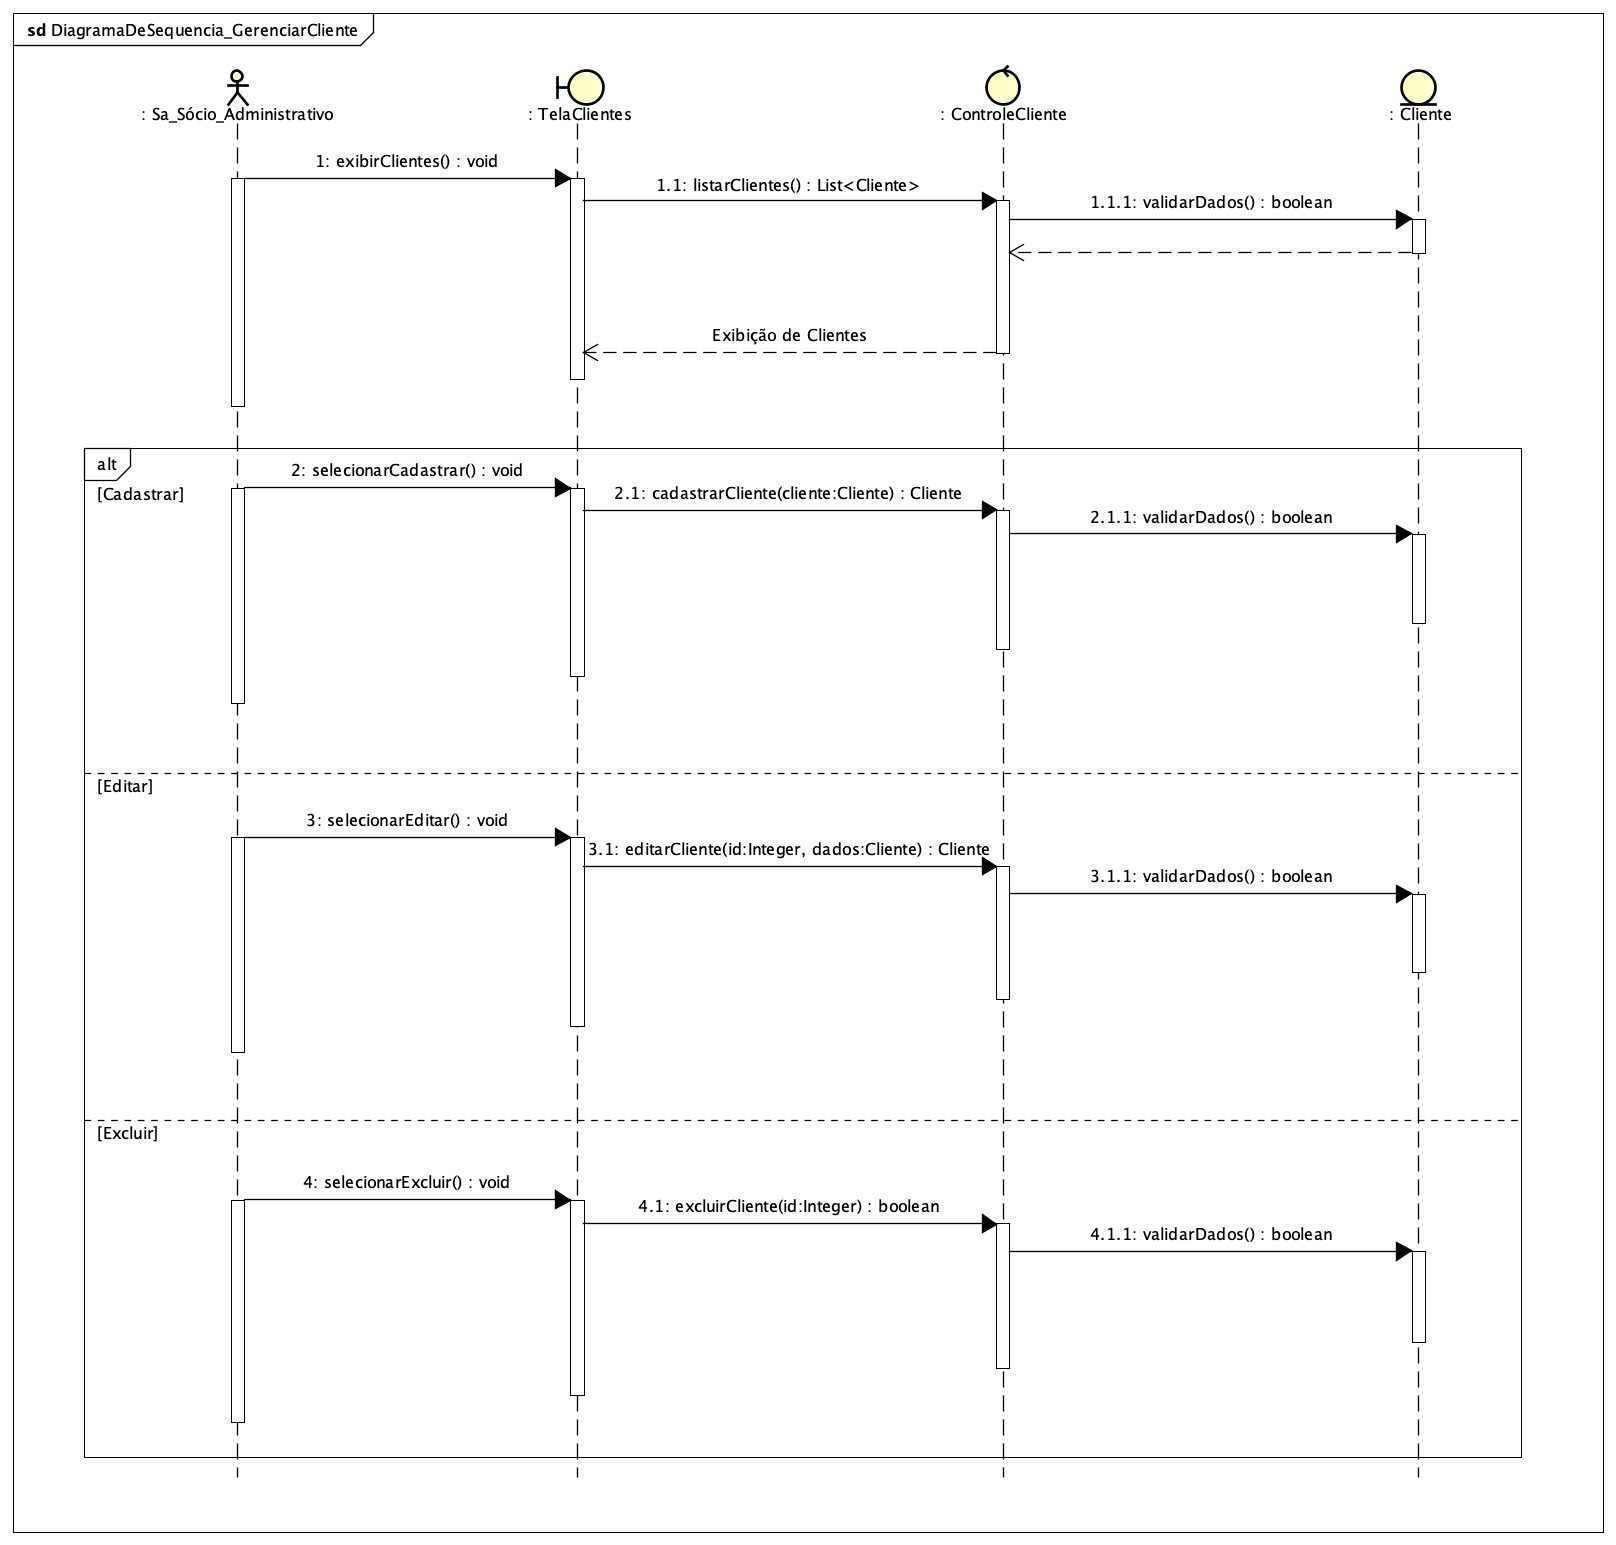 sd DiagramaDeSequencia_GerenciarCliente
: Sa_Sócio_Administrativo
: TelaClientes
: ControleCliente
: Cliente
1: exibirClientes() : void
1.1: listarClientes() : List<Cliente>
1.1.1: validarDados() : boolean
Exibição de Clientes
alt
[Cadastrar]
2: selecionarCadastrar() : void
2.1: cadastrarCliente(cliente:Cliente) : Cliente
2.1.1: validarDados() : boolean
[Editar]
3: selecionarEditar() : void
3.1: editarCliente(id:Integer, dados:Cliente) : Cliente
3.1.1: validarDados() : boolean
[Excluir]
4: selecionarExcluir() : void
4.1: excluirCliente(id:Integer) : boolean
4.1.1: validarDados() : boolean